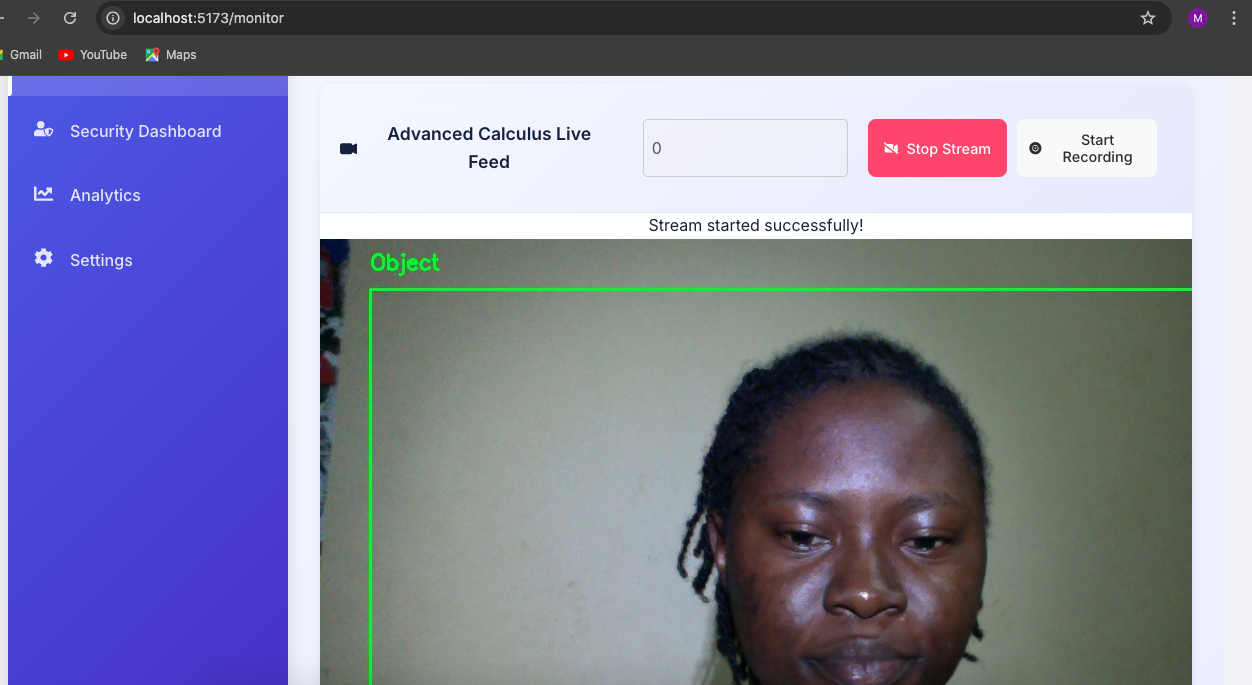 localhost:5173/monitor
M
Gmail
YouTube
Maps
Security Dashboard
Analytics
Settings
Advanced Calculus Live
Feed
0
Stop Stream
Start
Recording
Stream started successfully!
Object